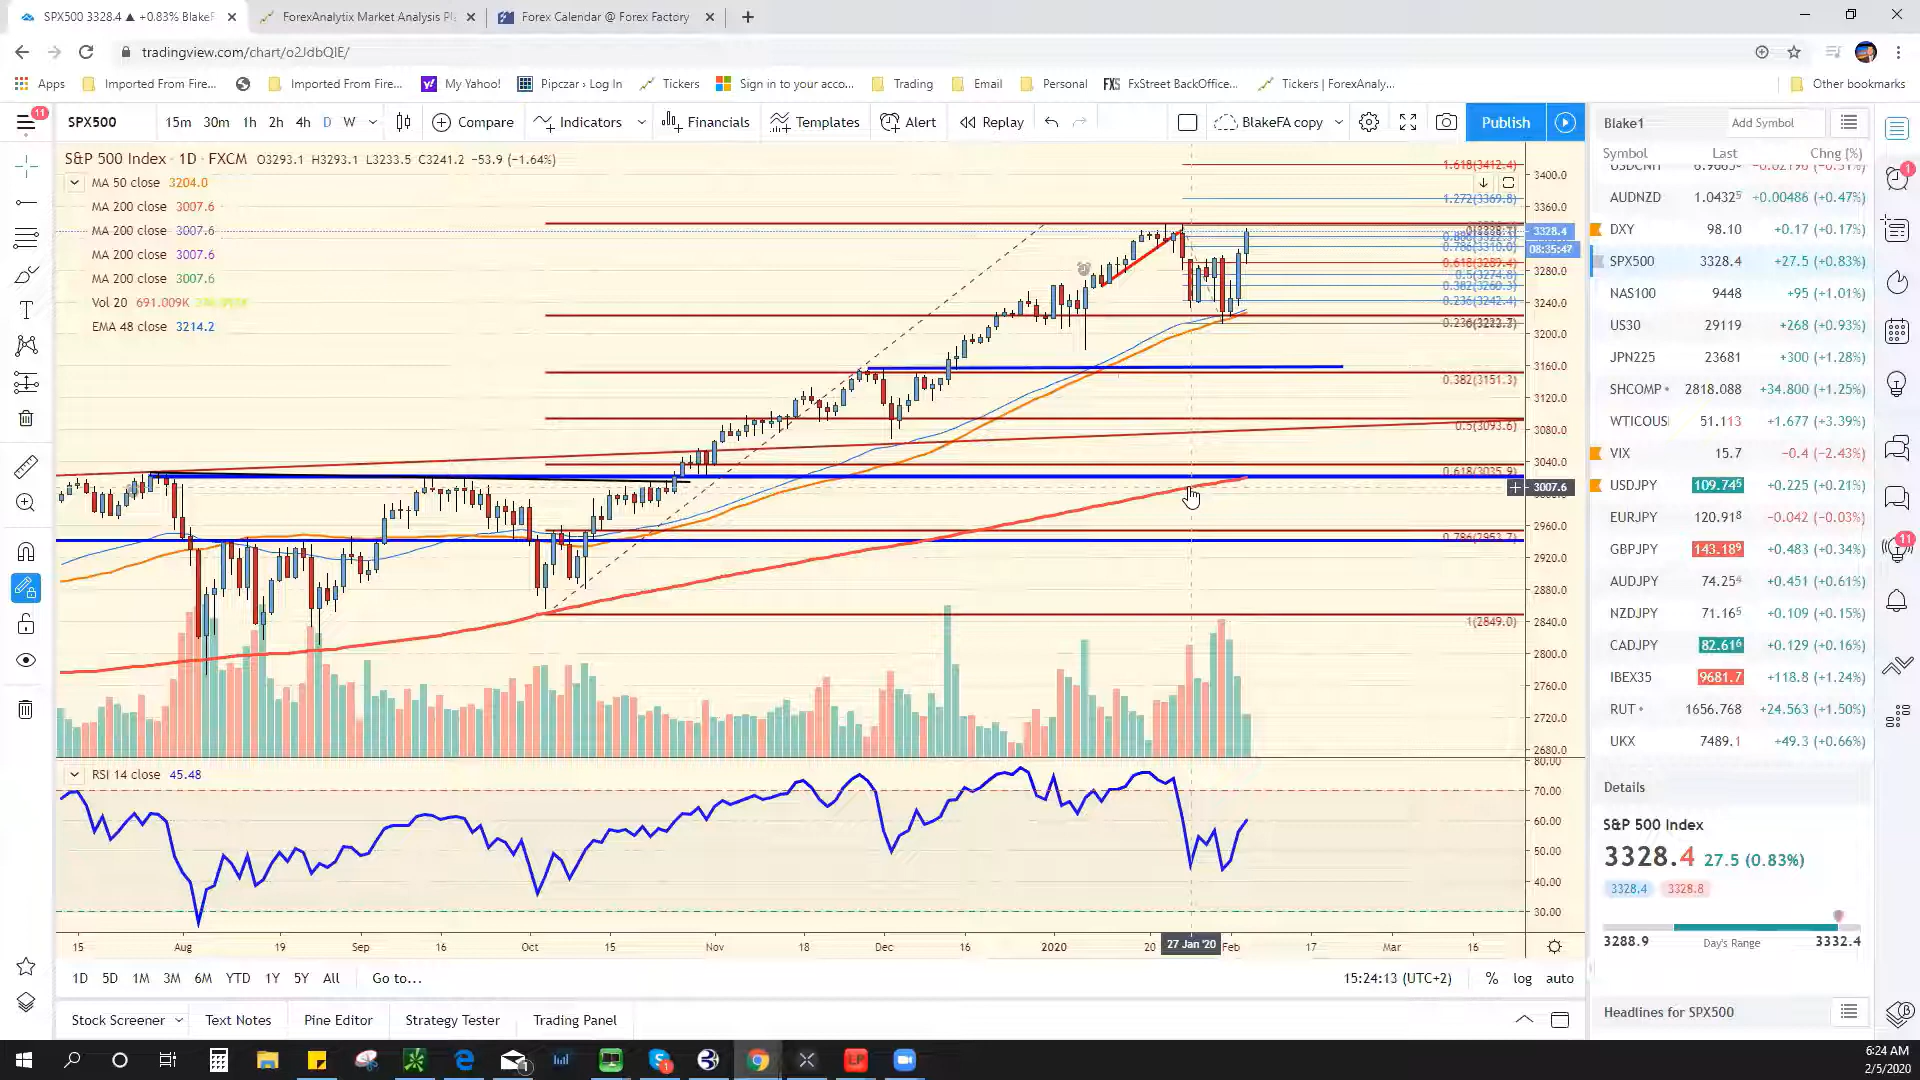 SPX500 3328.4 ▲ +0.83% BlakeF
ForexAnalytix Market Analysis Pl
Forex Calendar @ Forex Factory
tradingview.com/chart/o2JdbQIE/
Apps
Imported From Fire...
Imported From Fire...
My Yahoo!
Pipczar › Log In
Tickers
Sign in to your acco...
Trading
Email
Personal
FXS FxStreet BackOffice...
Tickers | ForexAnaly...
Other bookmarks
11
SPX500
15m 30m 1h 2h 4h D W
Compare
Indicators
Financials
Templates
Alert
Replay
BlakeFA copy
Publish
S&P 500 Index · 1D · FXCM O3293.1 H3293.1 L3233.5 C3241.2 -53.9 (-1.64%)
MA 50 close 3204.0
MA 200 close 3007.6
MA 200 close 3007.6
MA 200 close 3007.6
MA 200 close 3007.6
Vol 20 691.009K
EMA 48 close 3214.2
1.618(3412.4)
1.272(3369.8)
0.786(3310.0)
0.618(3289.4)
0.5(3274.8)
0.382(3260.3)
0.236(3242.4)
0.382(3151.3)
0.5(3093.6)
0.618(3035.9)
0.786(2953.7)
1(2849.0)
3400.0
3360.0
3328.4
08:35:47
3280.0
3240.0
3200.0
3160.0
3120.0
3080.0
3040.0
3007.6
2960.0
2920.0
2880.0
2840.0
2800.0
2760.0
2720.0
2680.0
RSI 14 close 45.48
80.00
70.00
60.00
50.00
40.00
30.00
15 Aug 19 Sep 16 Oct 15 Nov 18 Dec 16 2020 20 27 Jan '20 Feb 17 Mar 16
1D 5D 1M 3M 6M YTD 1Y 5Y All Go to...
15:24:13 (UTC+2) % log auto
Stock Screener Text Notes Pine Editor Strategy Tester Trading Panel
Blake1
Add Symbol
Symbol Last Chng (%)
AUDNZD 1.04325 +0.00486 (+0.47%)
DXY 98.10 +0.17 (+0.17%)
SPX500 3328.4 +27.5 (+0.83%)
NAS100 9448 +95 (+1.01%)
US30 29119 +268 (+0.93%)
JPN225 23681 +300 (+1.28%)
SHCOMP 2818.088 +34.800 (+1.25%)
WTICOUSI 51.113 +1.677 (+3.39%)
VIX 15.7 -0.4 (-2.43%)
USDJPY 109.745 +0.225 (+0.21%)
EURJPY 120.918 -0.042 (-0.03%)
GBPJPY 143.189 +0.483 (+0.34%)
AUDJPY 74.254 +0.451 (+0.61%)
NZDJPY 71.165 +0.109 (+0.15%)
CADJPY 82.616 +0.129 (+0.16%)
IBEX35 9681.7 +118.8 (+1.24%)
RUT 1656.768 +24.563 (+1.50%)
UKX 7489.1 +49.3 (+0.66%)
Details
S&P 500 Index
3328.4 27.5 (0.83%)
3328.4 3328.8
3288.9 Day's Range 3332.4
Headlines for SPX500
1
11
6:24 AM
2/5/2020